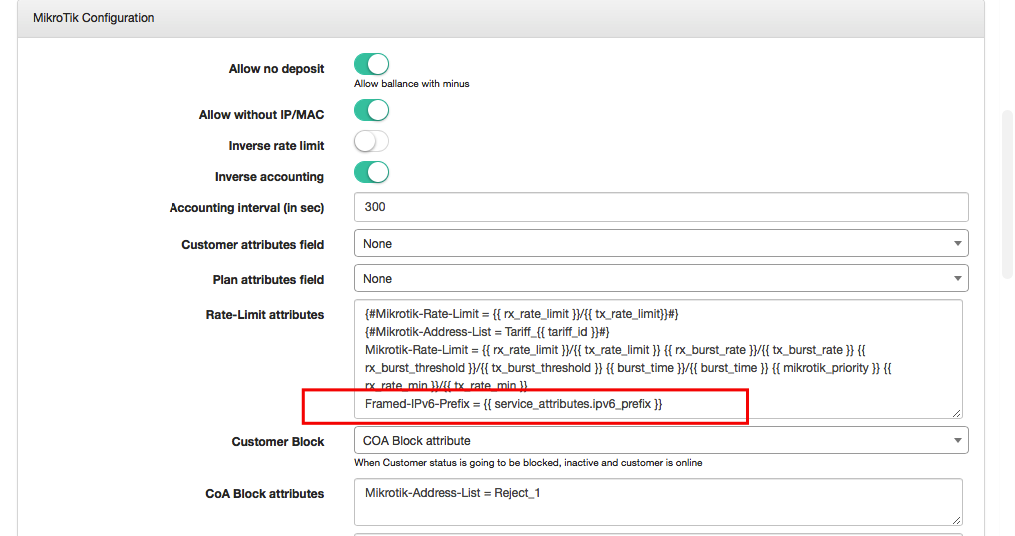 MikroTik Configuration
Allow no deposit
Allow ballance with minus
Allow without IP/MAC
Inverse rate limit
Inverse accounting
Accounting interval (in sec)
300
Customer attributes field
None
Plan attributes field
None
Rate-Limit attributes
{#Mikrotik-Rate-Limit = {{ rx_rate_limit }}/{{ tx_rate_limit}}#}
{#Mikrotik-Address-List = Tariff_{{ tariff_id }}#}
Mikrotik-Rate-Limit = {{ rx_rate_limit }}/{{ tx_rate_limit }} {{ rx_burst_rate }}/{{ tx_burst_rate }} {{
rx_burst_threshold }}/{{ tx_burst_threshold }} {{ burst_time }}/{{ burst_time }} {{ mikrotik_priority }} {{
rx_rate_min }}/{{ tx_rate_min }}
Framed-IPv6-Prefix = {{ service_attributes.ipv6_prefix }}
Customer Block
COA Block attribute
When Customer status is going to be blocked, inactive and customer is online
CoA Block attributes
Mikrotik-Address-List = Reject_1